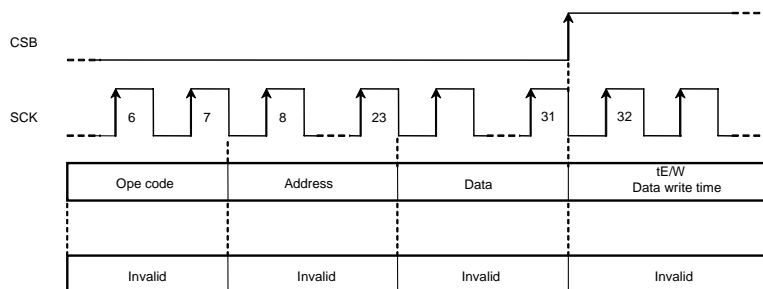 CSB
SCK
6 7 8 23 31 32
Ope code Address Data tE/W
Data write time
Invalid Invalid Invalid Invalid